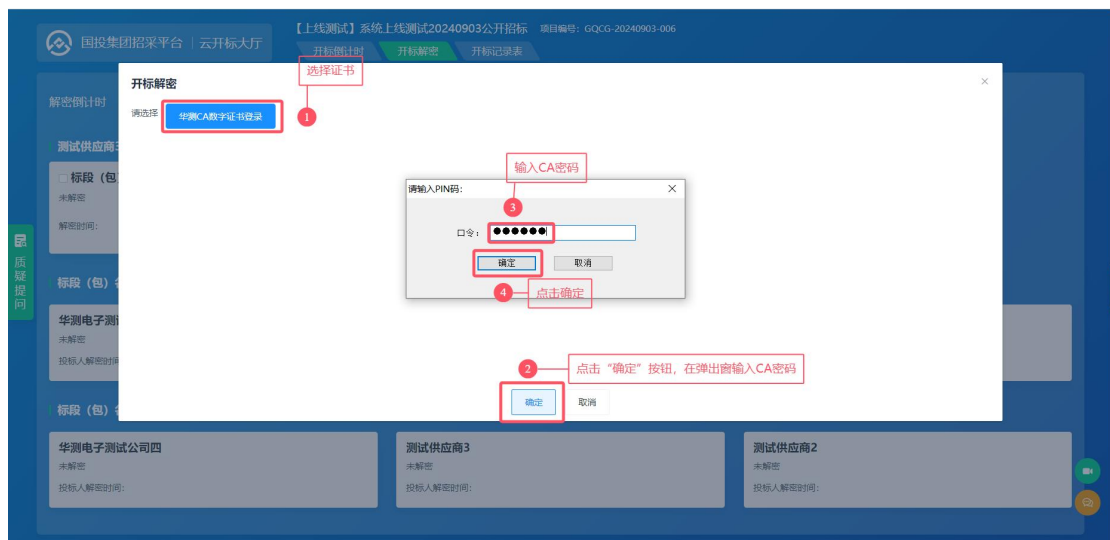 国投集团招采平台 | 云开标大厅
【上线测试】系统上线测试20240903公开招标 项目编号：GQCG-20240903-006
开标倒计时 开标解密 开标记录表
选择证书
开标解密
解密倒计时
请选择 华测CA数字证书登录
1
测试供应商
标段（包）
未解密
解密时间：
输入CA密码
请输入PIN码：
3
口令：
确定 取消
4 点击确定
质疑提问
标段（包）
华测电子测
未解密
投标人解密时间
2 点击“确定”按钮，在弹出窗输入CA密码
确定 取消
标段（包）
华测电子测试公司四
未解密
投标人解密时间：
测试供应商3
未解密
投标人解密时间：
测试供应商2
未解密
投标人解密时间：